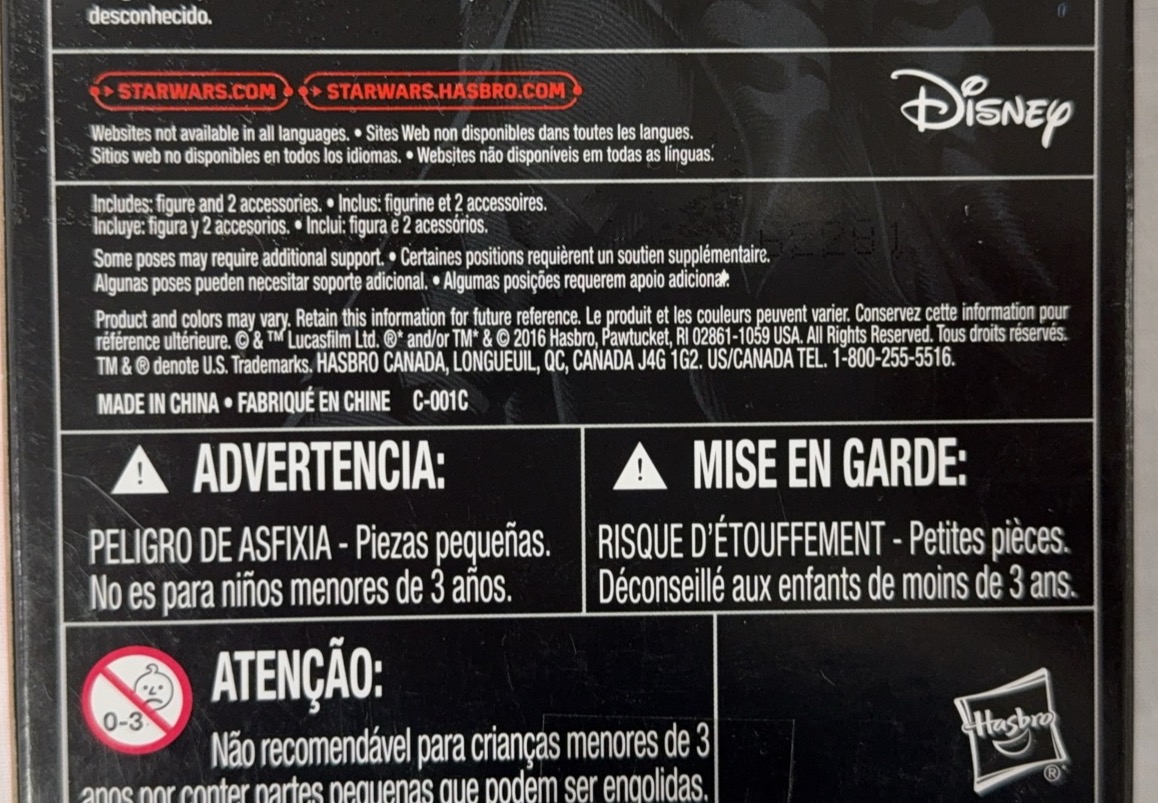 desconhecido.
STARWARS.COM STARWARS.HASBRO.COM
Disney
Websites not available in all languages. • Sites Web non disponibles dans toutes les langues.
Sitios web no disponibles en todos los idiomas. • Websites não disponíveis em todas as línguas.
Includes: figure and 2 accessories. • Inclus: figurine et 2 accessoires.
Incluye: figura y 2 accesorios. • Inclui: figura e 2 acessórios.
Some poses may require additional support. • Certaines positions requièrent un soutien supplémentaire.
Algunas poses pueden necesitar soporte adicional. • Algumas posições requerem apoio adicional.
Product and colors may vary. Retain this information for future reference. Le produit et les couleurs peuvent varier. Conservez cette information pour
référence ultérieure. © & ™ Lucasfilm Ltd. ®* and/or TM* & © 2016 Hasbro, Pawtucket, RI 02861-1059 USA. All Rights Reserved. Tous droits réservés.
TM & ® denote U.S. Trademarks. HASBRO CANADA, LONGUEUIL, QC, CANADA J4G 1G2. US/CANADA TEL. 1-800-255-5516.
MADE IN CHINA • FABRIQUÉ EN CHINE C-001C
ADVERTENCIA:
PELIGRO DE ASFIXIA - Piezas pequeñas.
No es para niños menores de 3 años.
MISE EN GARDE:
RISQUE D'ÉTOUFFEMENT - Petites pièces.
Déconseillé aux enfants de moins de 3 ans.
0-3
ATENÇÃO:
Não recomendável para crianças menores de 3
anos por conter partes pequenas que podem ser engolidas.
Hasbro
®